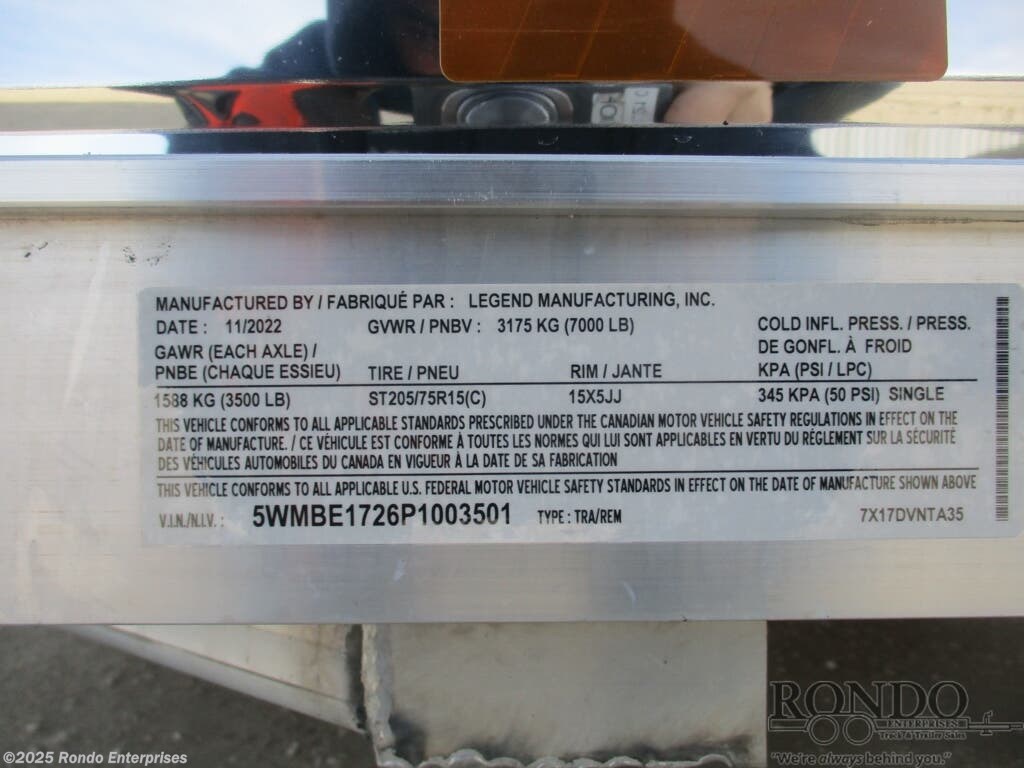 MANUFACTURED BY / FABRIQUÉ PAR : LEGEND MANUFACTURING, INC.
DATE : 11/2022 GVWR / PNBV : 3175 KG (7000 LB) COLD INFL. PRESS. / PRESS.
GAWR (EACH AXLE) / DE GONFL. À FROID
PNBE (CHAQUE ESSIEU) TIRE / PNEU RIM / JANTE KPA (PSI / LPC)
1588 KG (3500 LB) ST205/75R15(C) 15X5JJ 345 KPA (50 PSI) SINGLE
THIS VEHICLE CONFORMS TO ALL APPLICABLE STANDARDS PRESCRIBED UNDER THE CANADIAN MOTOR VEHICLE SAFETY REGULATIONS IN EFFECT ON THE
DATE OF MANUFACTURE. / CE VÉHICULE EST CONFORME À TOUTES LES NORMES QUI LUI SONT APPLICABLES EN VERTU DU RÉGLEMENT SUR LA SÉCURITÉ
DES VÉHICULES AUTOMOBILES DU CANADA EN VIGUEUR À LA DATE DE SA FABRICATION
THIS VEHICLE CONFORMS TO ALL APPLICABLE U.S. FEDERAL MOTOR VEHICLE SAFETY STANDARDS IN EFFECT ON THE DATE OF MANUFACTURE SHOWN ABOVE
V.I.N./N.I.V. : 5WMBE1726P1003501 TYPE : TRA/REM 7X17DVNTA35
RONDO
ENTERPRISES
Truck & Trailer Sales
"We're always behind you."
©2025 Rondo Enterprises